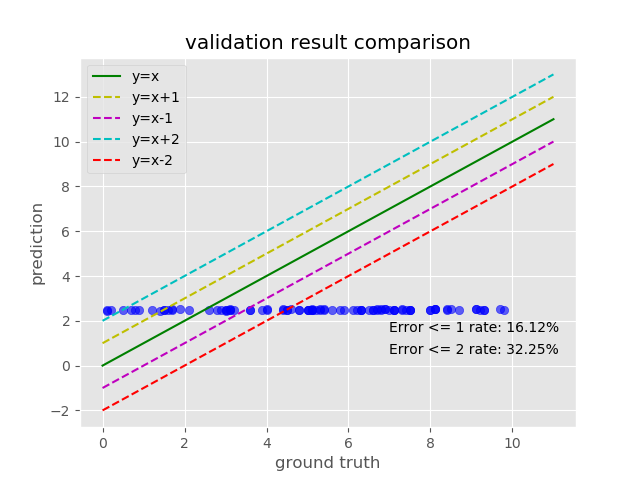 validation result comparison
y=x
y=x+1
y=x-1
y=x+2
y=x-2
12
10
8
6
4
2
0
−2
prediction
Error <= 1 rate: 16.12%
Error <= 2 rate: 32.25%
0
2
4
6
8
10
ground truth